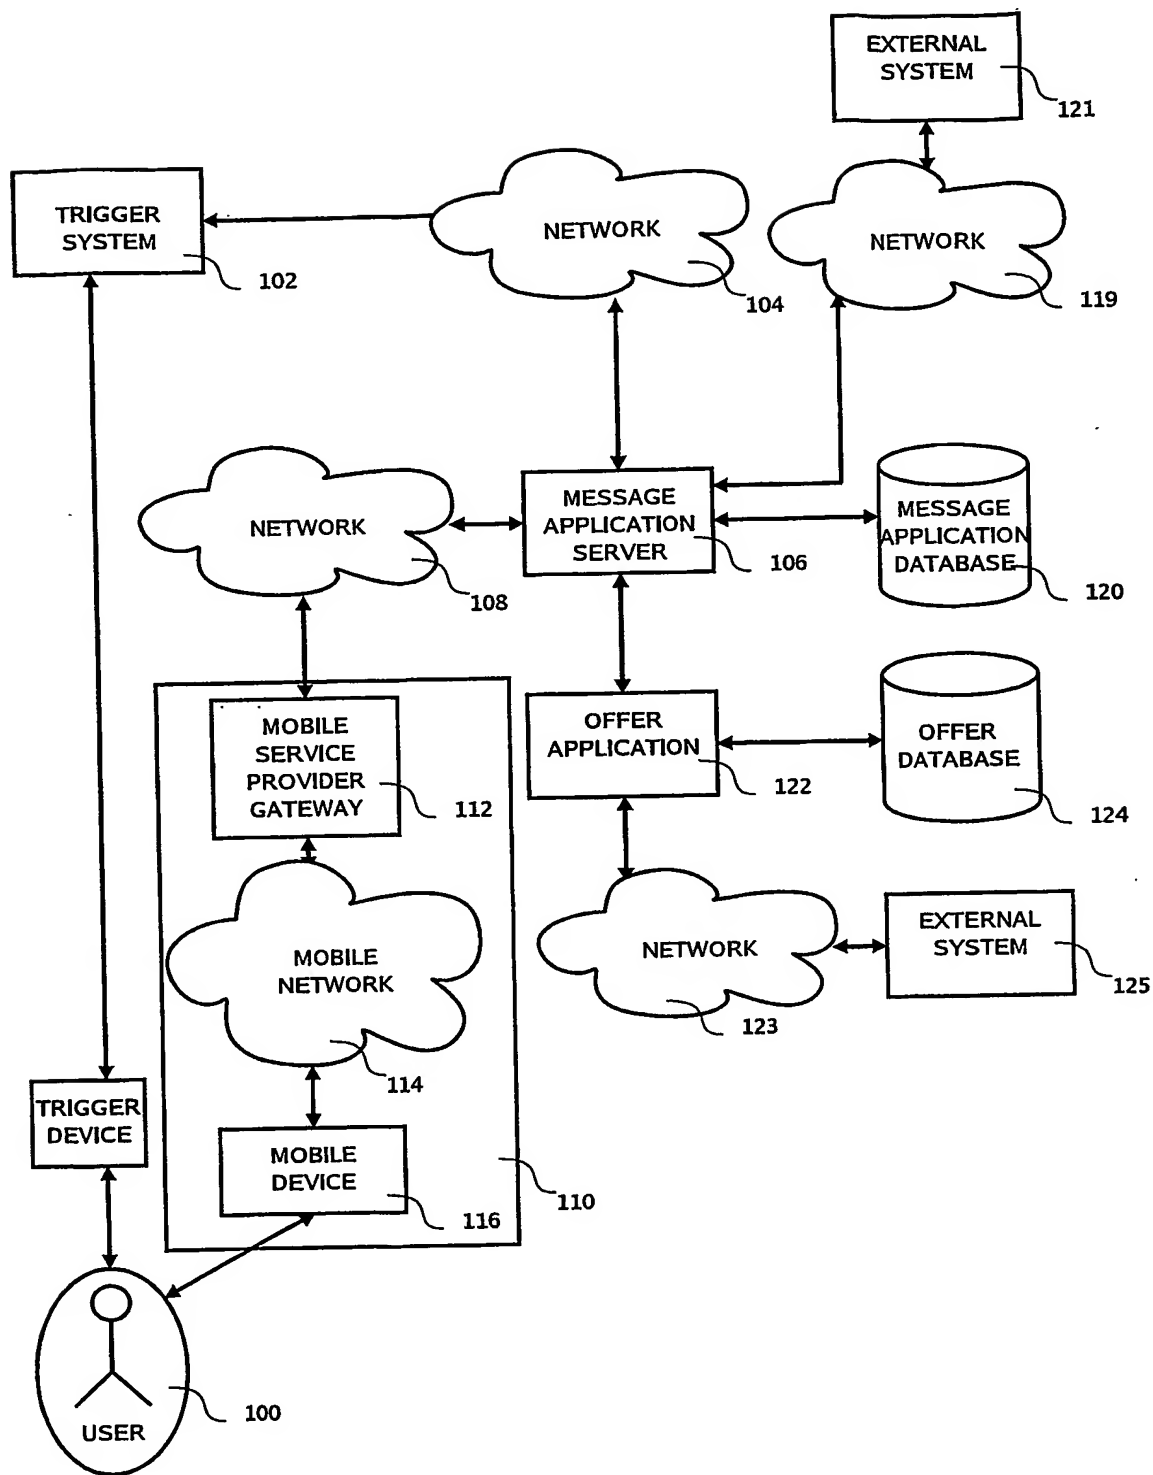 EXTERNAL
SYSTEM
121
TRIGGER
SYSTEM
102
NETWORK
104
NETWORK
119
NETWORK
108
MESSAGE
APPLICATION
SERVER
106
MESSAGE
APPLICATION
DATABASE
120
MOBILE
SERVICE
PROVIDER
GATEWAY
112
OFFER
APPLICATION
122
OFFER
DATABASE
124
MOBILE
NETWORK
114
NETWORK
123
EXTERNAL
SYSTEM
125
TRIGGER
DEVICE
MOBILE
DEVICE
116
110
USER
100